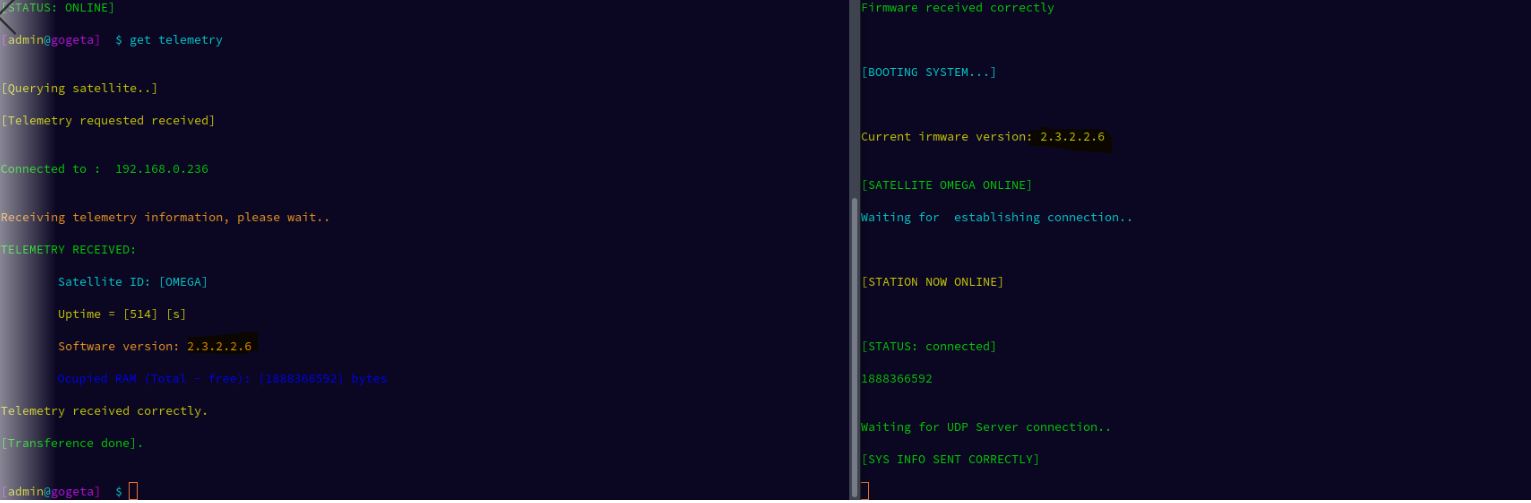 [STATUS: ONLINE]
[admin@gogeta]  $ get telemetry
[Querying satellite..]
[Telemetry requested received]
Connected to :  192.168.0.236
Receiving telemetry information, please wait..
TELEMETRY RECEIVED:
Satellite ID: [OMEGA]
Uptime = [514] [s]
Software version: 2.3.2.2.6
Ocupied RAM (Total - free): [1888366592] bytes
Telemetry received correctly.
[Transference done].
[admin@gogeta]  $
Firmware received correctly
[BOOTING SYSTEM...]
Current irmware version: 2.3.2.2.6
[SATELLITE OMEGA ONLINE]
Waiting for  establishing connection..
[STATION NOW ONLINE]
[STATUS: connected]
1888366592
Waiting for UDP Server connection..
[SYS INFO SENT CORRECTLY]